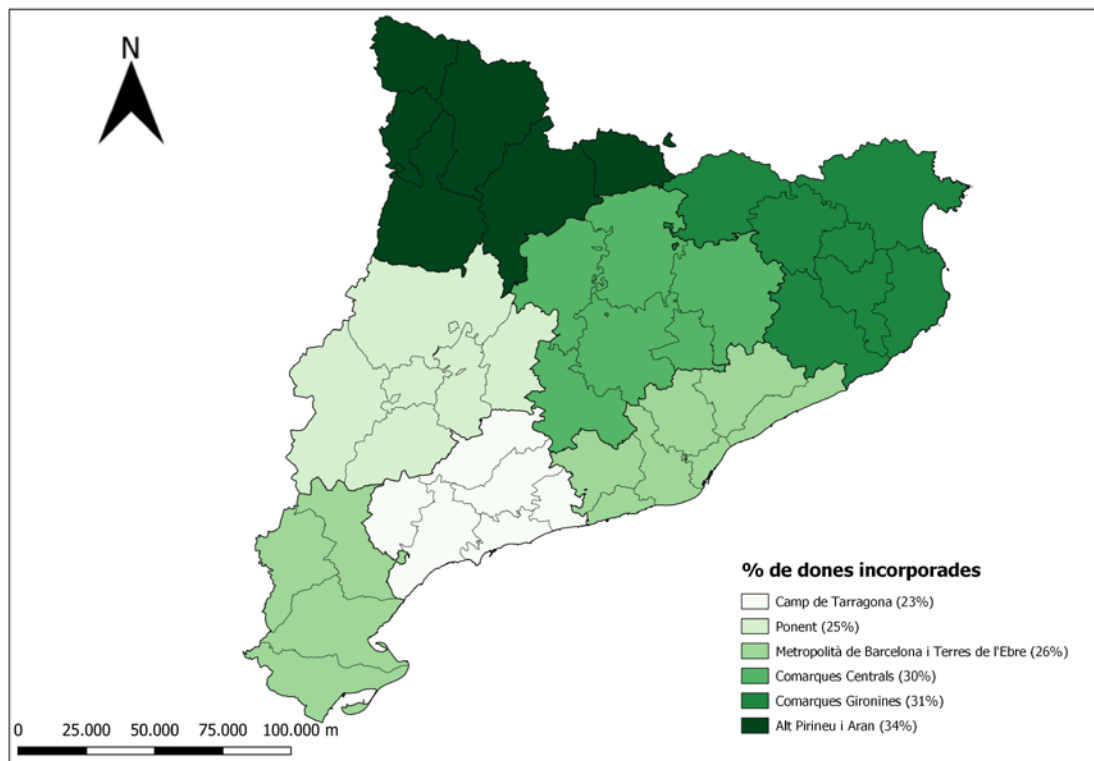 N
% de dones incorporades
Camp de Tarragona (23%)
Ponent (25%)
Metropolità de Barcelona i Terres de l'Ebre (26%)
Comarques Centrals (30%)
Comarques Gironines (31%)
Alt Pirineu i Aran (34%)
0 25.000 50.000 75.000 100.000 m